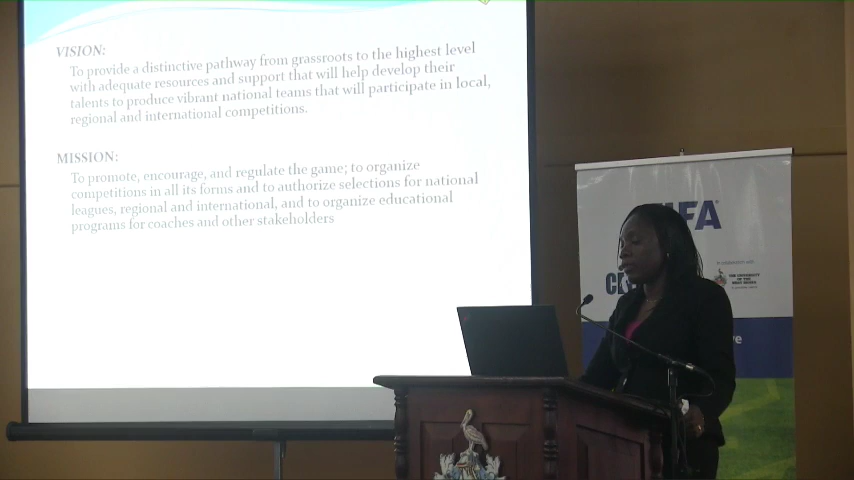 VISION:
To provide a distinctive pathway from grassroots to the highest level
with adequate resources and support that will help develop their
talents to produce vibrant national teams that will participate in local,
regional and international competitions.
MISSION:
To promote, encourage, and regulate the game; to organize
competitions in all its forms and to authorize selections for national
leagues, regional and international, and to organize educational
programs for coaches and other stakeholders
IFA
THE UNIVERSITY
OF THE
WEST INDIES